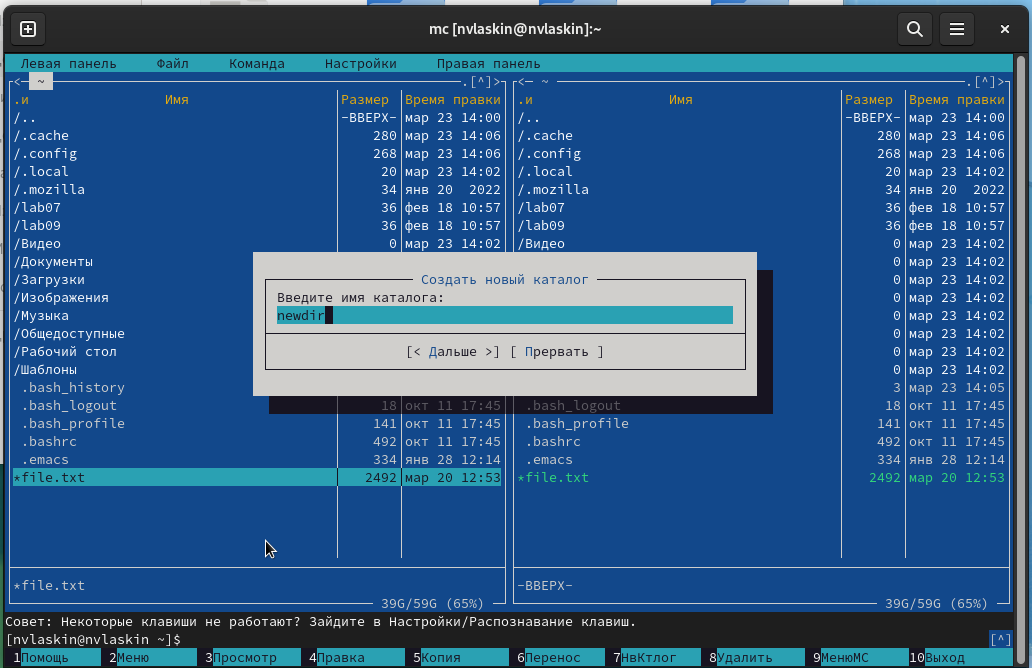 mc [nvlaskin@nvlaskin]:~
Левая панель Файл Команда Настройки Правая панель
<─ ~ .[^]> <─ ~ .[^]>
.и Имя Размер Время правки .и Имя Размер Время правки
/.. -ВВЕРХ- мар 23 14:00 /.. -ВВЕРХ- мар 23 14:00
/.cache 280 мар 23 14:06 /.cache 280 мар 23 14:06
/.config 268 мар 23 14:06 /.config 268 мар 23 14:06
/.local 20 мар 23 14:02 /.local 20 мар 23 14:02
/.mozilla 34 янв 20 2022 /.mozilla 34 янв 20 2022
/lab07 36 фев 18 10:57 /lab07 36 фев 18 10:57
/lab09 36 фев 18 10:57 /lab09 36 фев 18 10:57
/Видео 0 мар 23 14:02 /Видео 0 мар 23 14:02
/Документы 0 мар 23 14:02
/Загрузки Создать новый каталог 0 мар 23 14:02
/Изображения Введите имя каталога: 0 мар 23 14:02
/Музыка newdir 0 мар 23 14:02
/Общедоступные 0 мар 23 14:02
/Рабочий стол [< Дальше >] [ Прервать ] 0 мар 23 14:02
/Шаблоны 0 мар 23 14:02
.bash_history 3 мар 23 14:05
.bash_logout 18 окт 11 17:45 .bash_logout 18 окт 11 17:45
.bash_profile 141 окт 11 17:45 .bash_profile 141 окт 11 17:45
.bashrc 492 окт 11 17:45 .bashrc 492 окт 11 17:45
.emacs 334 янв 28 12:14 .emacs 334 янв 28 12:14
*file.txt 2492 мар 20 12:53 *file.txt 2492 мар 20 12:53
*file.txt -ВВЕРХ-
39G/59G (65%) 39G/59G (65%)
Совет: Некоторые клавиши не работают? Зайдите в Настройки/Распознавание клавиш.
[nvlaskin@nvlaskin ~]$ [^]
1Помощь 2Меню 3Просмотр 4Правка 5Копия 6Перенос 7НвКтлог 8Удалить 9МенюМС 10Выход